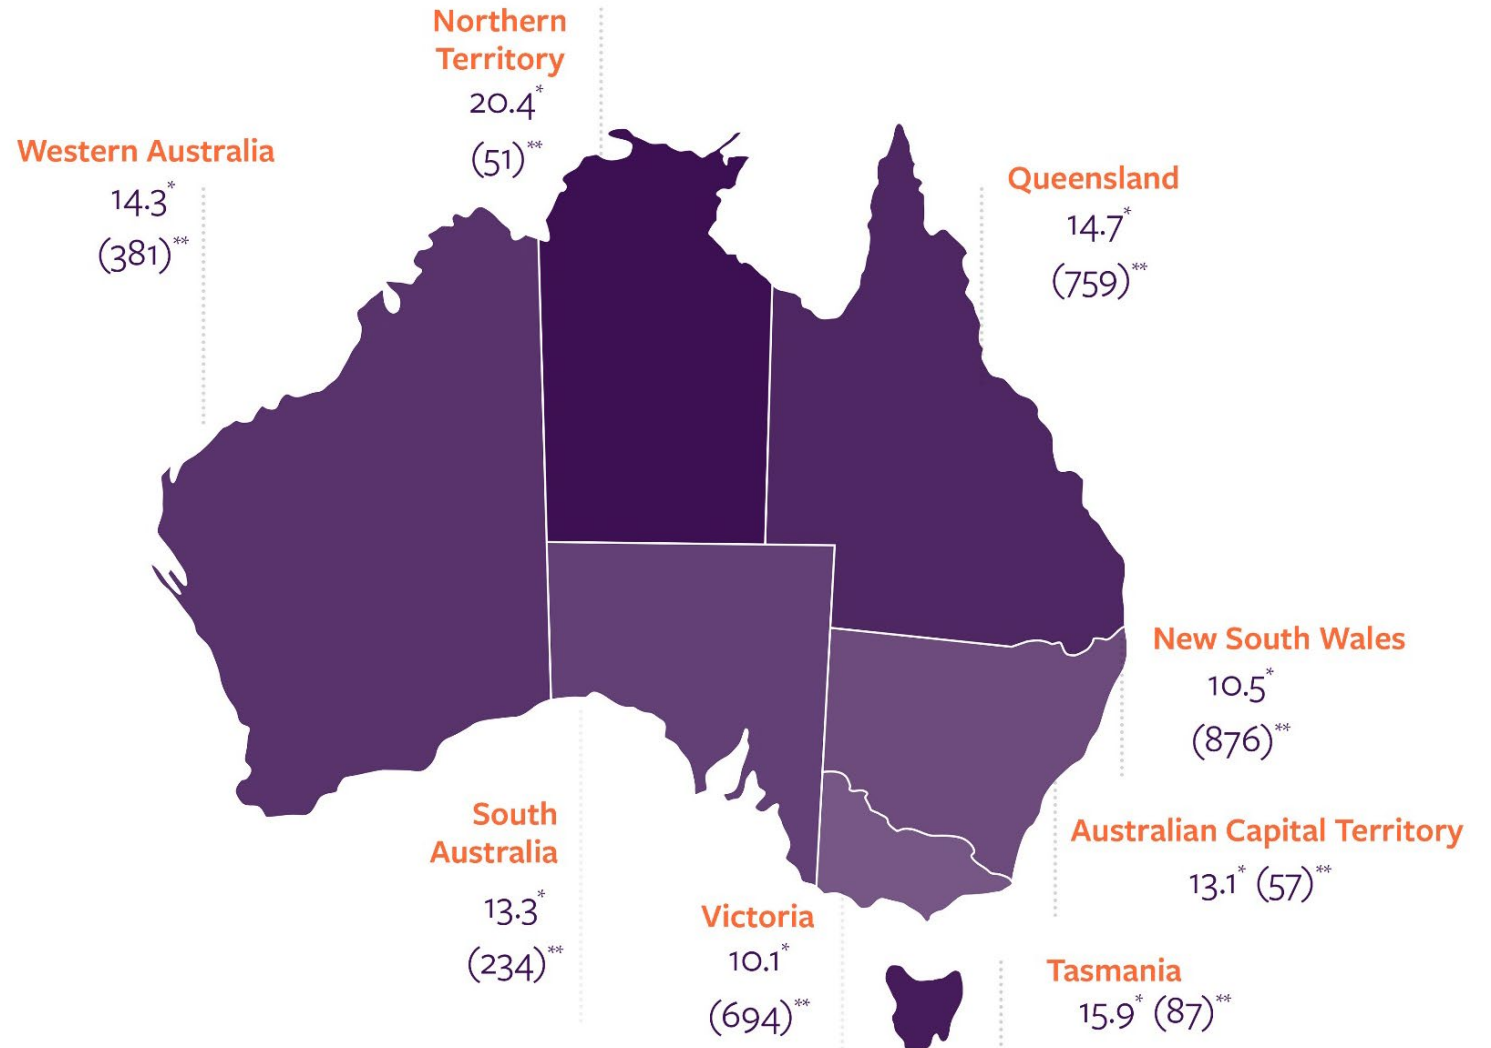 Northern
Territory
20.4*
(51)**
Western Australia
14.3*
(381)**
Queensland
14.7*
(759)**
New South Wales
10.5*
(876)**
South
Australia
13.3*
(234)**
Australian Capital Territory
13.1* (57)**
Victoria
10.1*
(694)**
Tasmania
15.9* (87)**